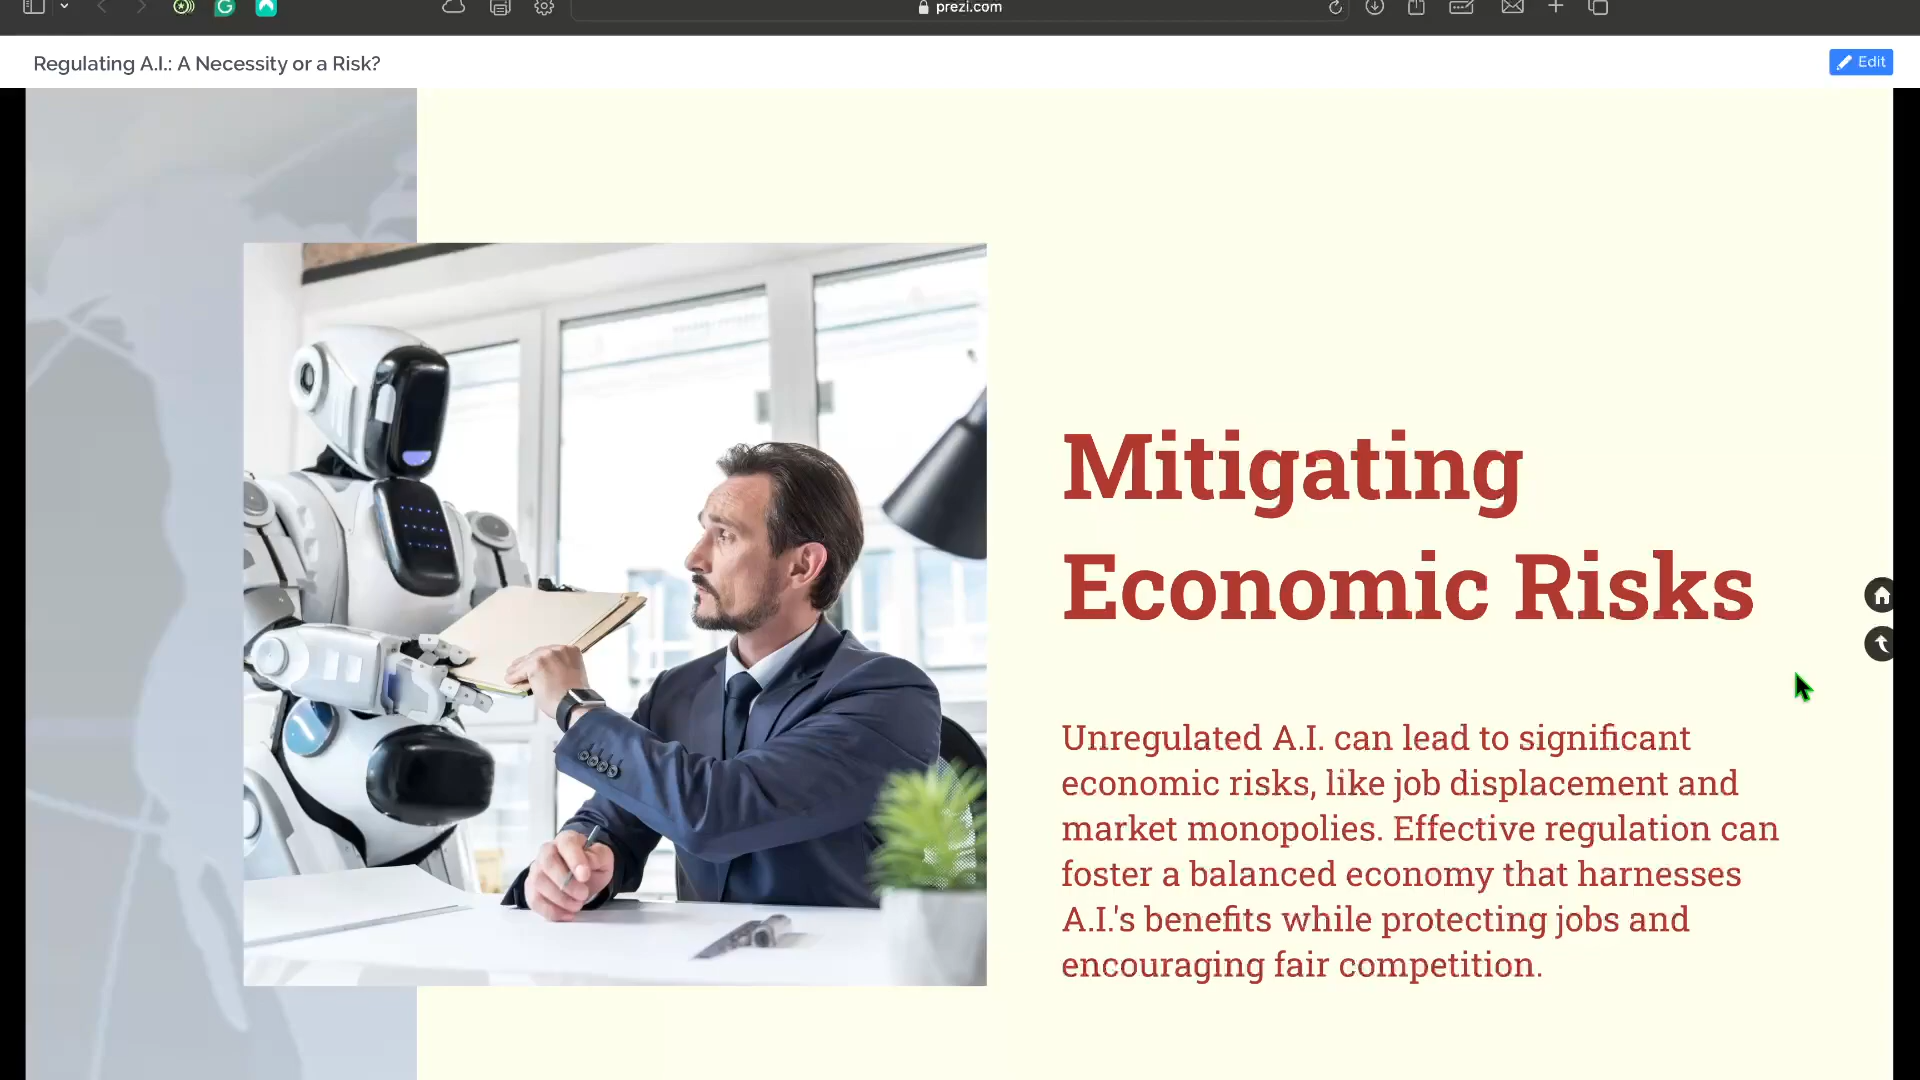 prezi.com
Regulating A.I.: A Necessity or a Risk?
Edit
Mitigating
Economic Risks
Unregulated A.I. can lead to significant
economic risks, like job displacement and
market monopolies. Effective regulation can
foster a balanced economy that harnesses
A.I.'s benefits while protecting jobs and
encouraging fair competition.